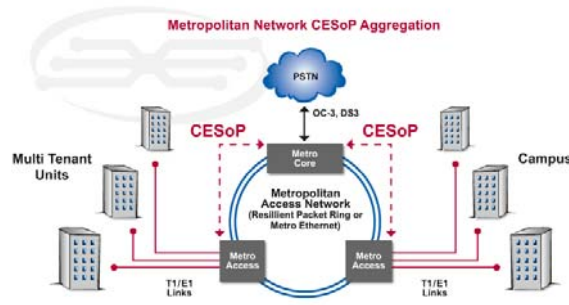 Metropolitan Network CESoP Aggregation
PSTN
OC-3, DS3
CESoP
CESoP
Metro
Core
Multi Tenant
Units
Campus
Metropolitan
Access Network
(Resilient Packet Ring or
Metro Ethernet)
Metro
Access
Metro
Access
T1/E1
Links
T1/E1
Links